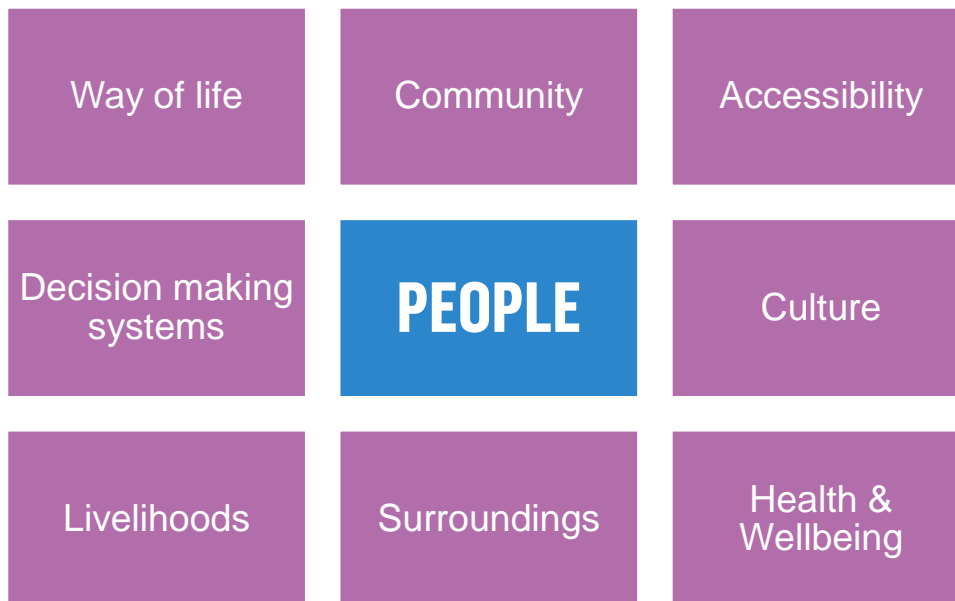 Way of life
Community
Accessibility
Decision making
systems
PEOPLE
Culture
Livelihoods
Surroundings
Health &
Wellbeing